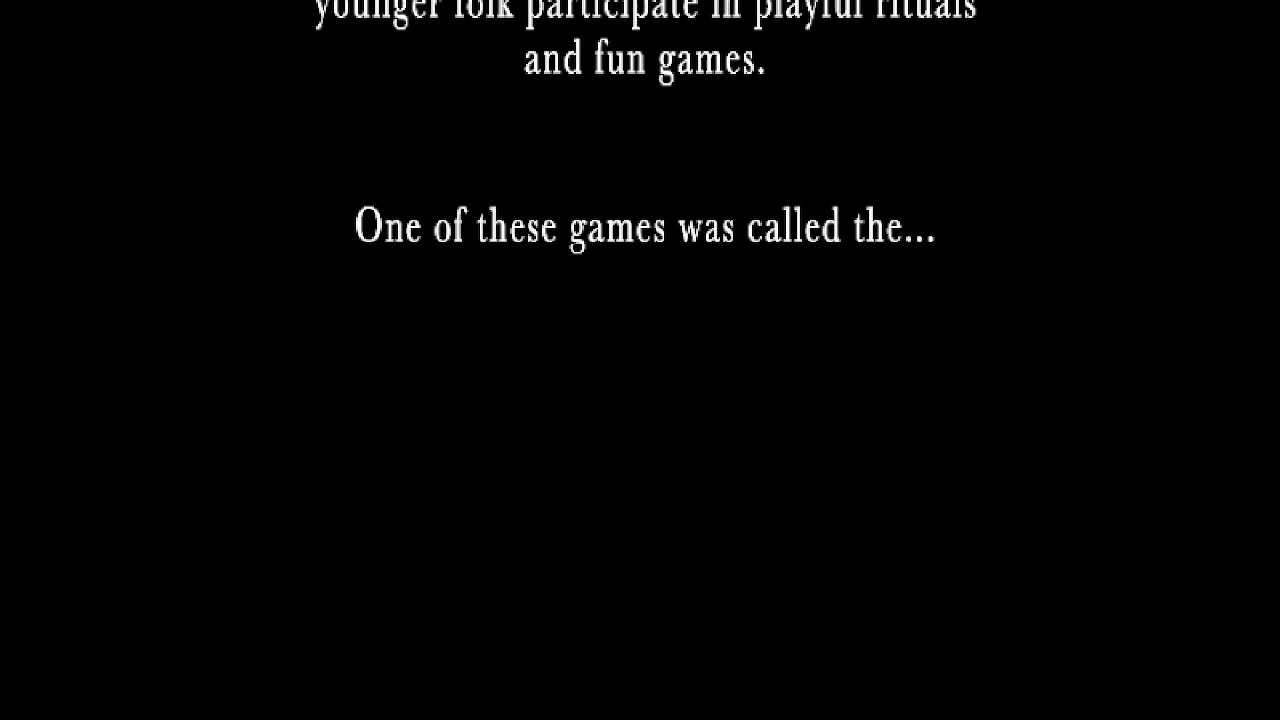 younger folk participate in playful rituals
and fun games.
One of these games was called the...